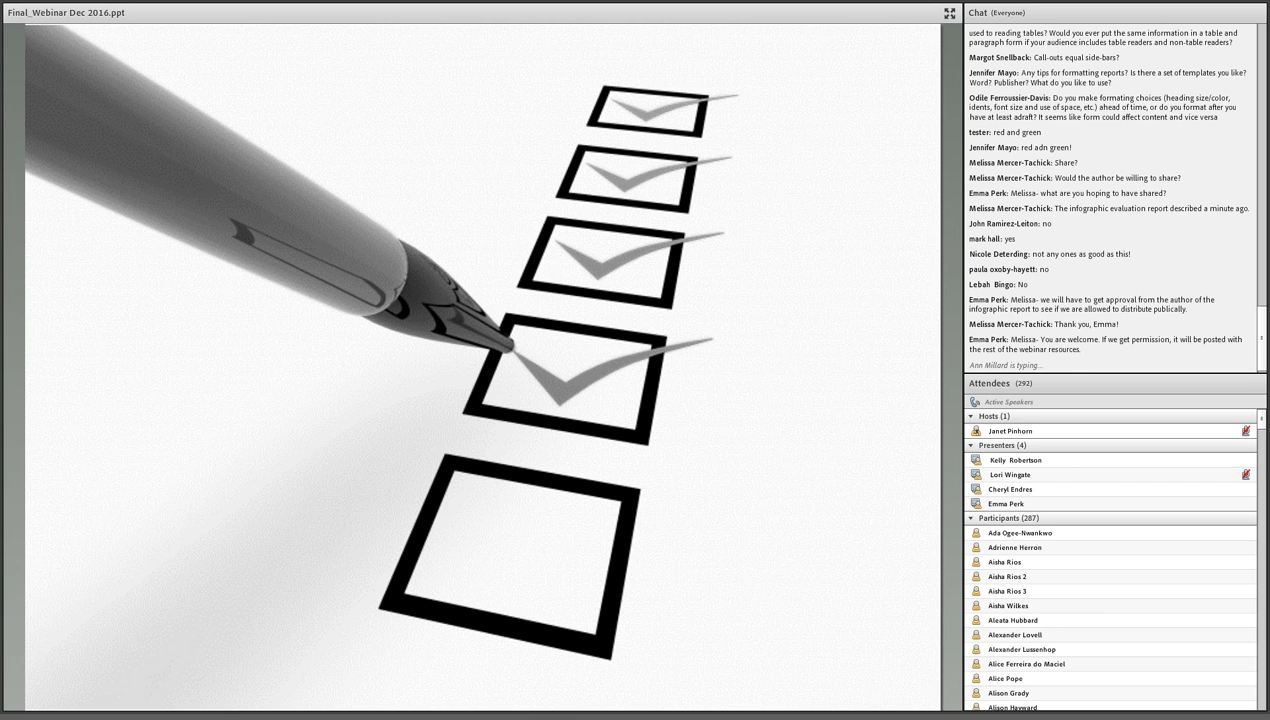 Final_Webinar Dec 2016.ppt
Chat (Everyone)
used to reading tables? Would you ever put the same information in a table and
paragraph form if your audience includes table readers and non-table readers?
Margot Snellback: Call-outs equal side-bars?
Jennifer Mayo: Any tips for formatting reports? Is there a set of templates you like?
Word? Publisher? What do you like to use?
Odile Ferroussier-Davis: Do you make formatting choices (heading size/color,
idents, font size and use of space, etc.) ahead of time, or do you format after you
have at least adraft? It seems like form could affect content and vice versa
tester: red and green
Jennifer Mayo: red adn green!
Melissa Mercer-Tachick: Share?
Melissa Mercer-Tachick: Would the author be willing to share?
Emma Perk: Melissa- what are you hoping to have shared?
Melissa Mercer-Tachick: The infographic evaluation report described a minute ago.
John Ramirez-Leiton: no
mark hall: yes
Nicole Deterding: not any ones as good as this!
paula oxoby-hayett: no
Lebah Bingo: No
Emma Perk: Melissa- we will have to get approval from the author of the
infographic report to see if we are allowed to distribute publically.
Melissa Mercer-Tachick: Thank you, Emma!
Emma Perk: Melissa- You are welcome. If we get permission, it will be posted with
the rest of the webinar resources.
Ann Millard is typing...
Attendees (292)
Active Speakers
Hosts (1)
Janet Pinhorn
Presenters (4)
Kelly Robertson
Lori Wingate
Cheryl Endres
Emma Perk
Participants (287)
Ada Ogee-Nwankwo
Adrienne Herron
Aisha Rios
Aisha Rios 2
Aisha Rios 3
Aisha Wilkes
Aleata Hubbard
Alexander Lovell
Alexander Lussenhop
Alice Ferreira do Maciel
Alice Pope
Alison Grady
Alison Hayward